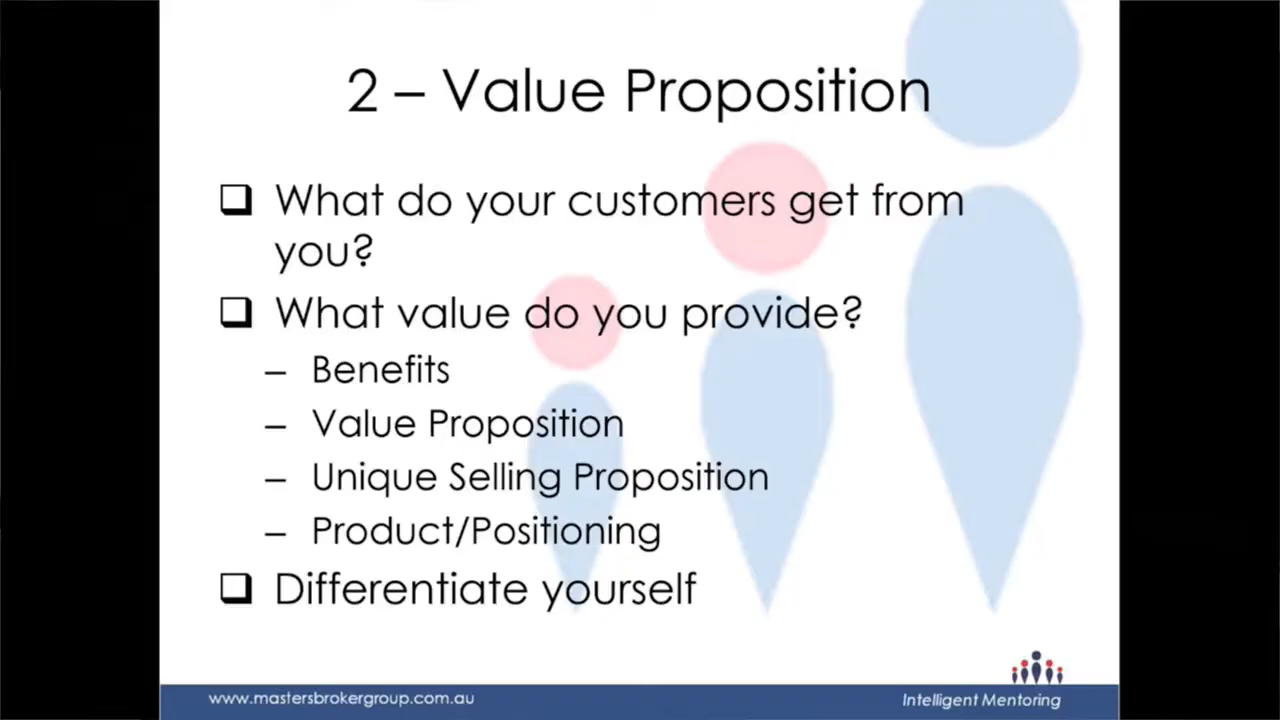 2 – Value Proposition
❑ What do your customers get from
you?
❑ What value do you provide?
– Benefits
– Value Proposition
– Unique Selling Proposition
– Product/Positioning
❑ Differentiate yourself
www.mastersbrokergroup.com.au
Intelligent Mentoring